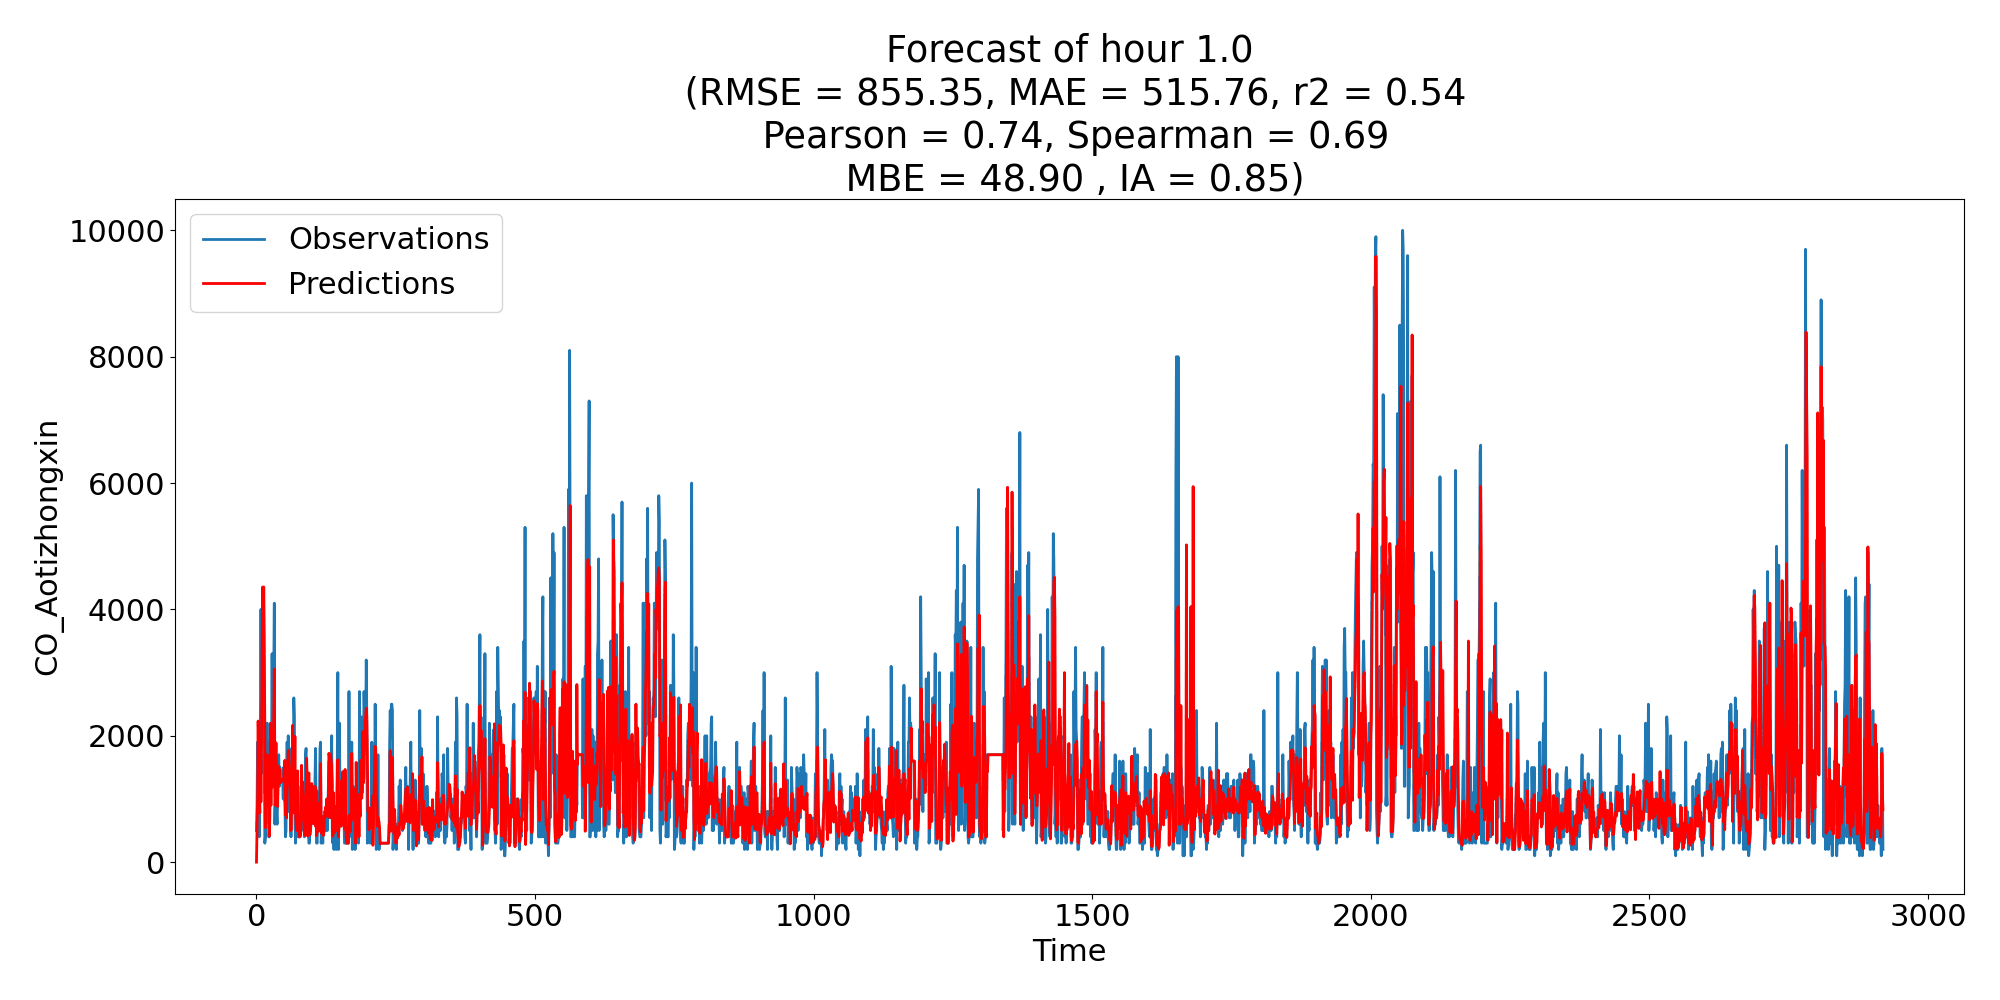 Forecast of hour 1.0
(RMSE = 855.35, MAE = 515.76, r2 = 0.54
Pearson = 0.74, Spearman = 0.69
MBE = 48.90 , IA = 0.85)
Observations
Predictions
CO_Aotizhongxin
10000
8000
6000
4000
2000
0
0 500 1000 1500 2000 2500 3000
Time